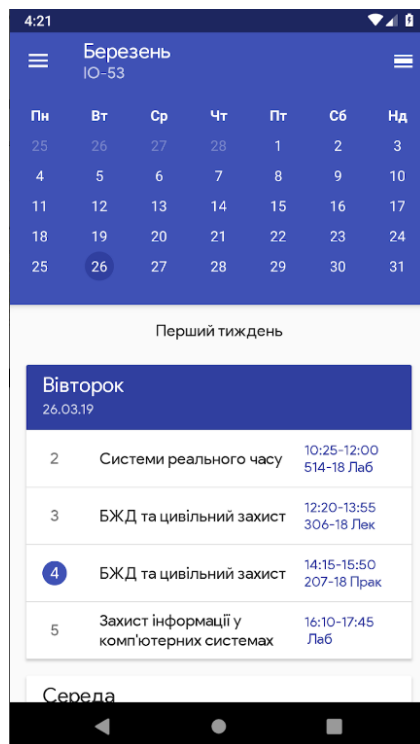 4:21
Березень
ІО-53
Пн Вт Ср Чт Пт Сб Нд
25 26 27 28 1 2 3
4 5 6 7 8 9 10
11 12 13 14 15 16 17
18 19 20 21 22 23 24
25 26 27 28 29 30 31
Перший тиждень
Вівторок
26.03.19
2 Системи реального часу 10:25-12:00
514-18 Лаб
3 БЖД та цивільний захист 12:20-13:55
306-18 Лек
4 БЖД та цивільний захист 14:15-15:50
207-18 Прак
5 Захист інформації у 16:10-17:45
комп'ютерних системах Лаб
Середа